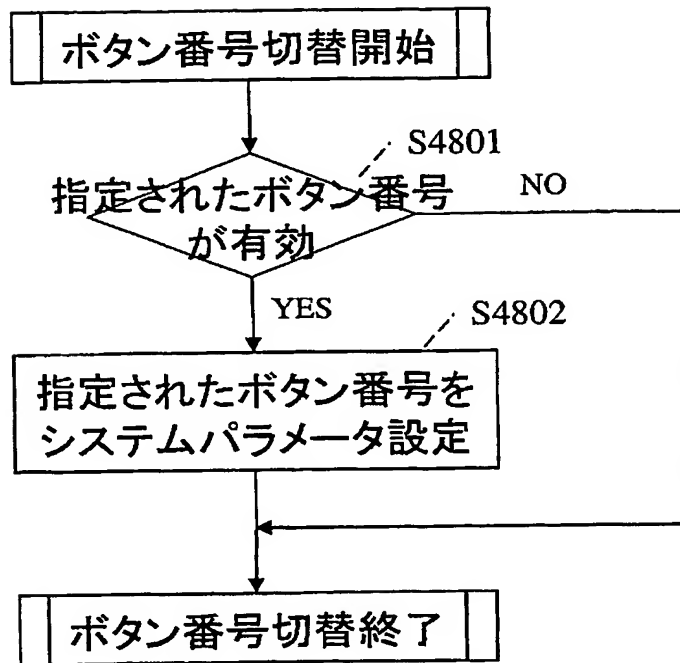 ボタン番号切替開始
S4801
指定されたボタン番号
が有効
NO
YES
S4802
指定されたボタン番号を
システムパラメータ設定
ボタン番号切替終了